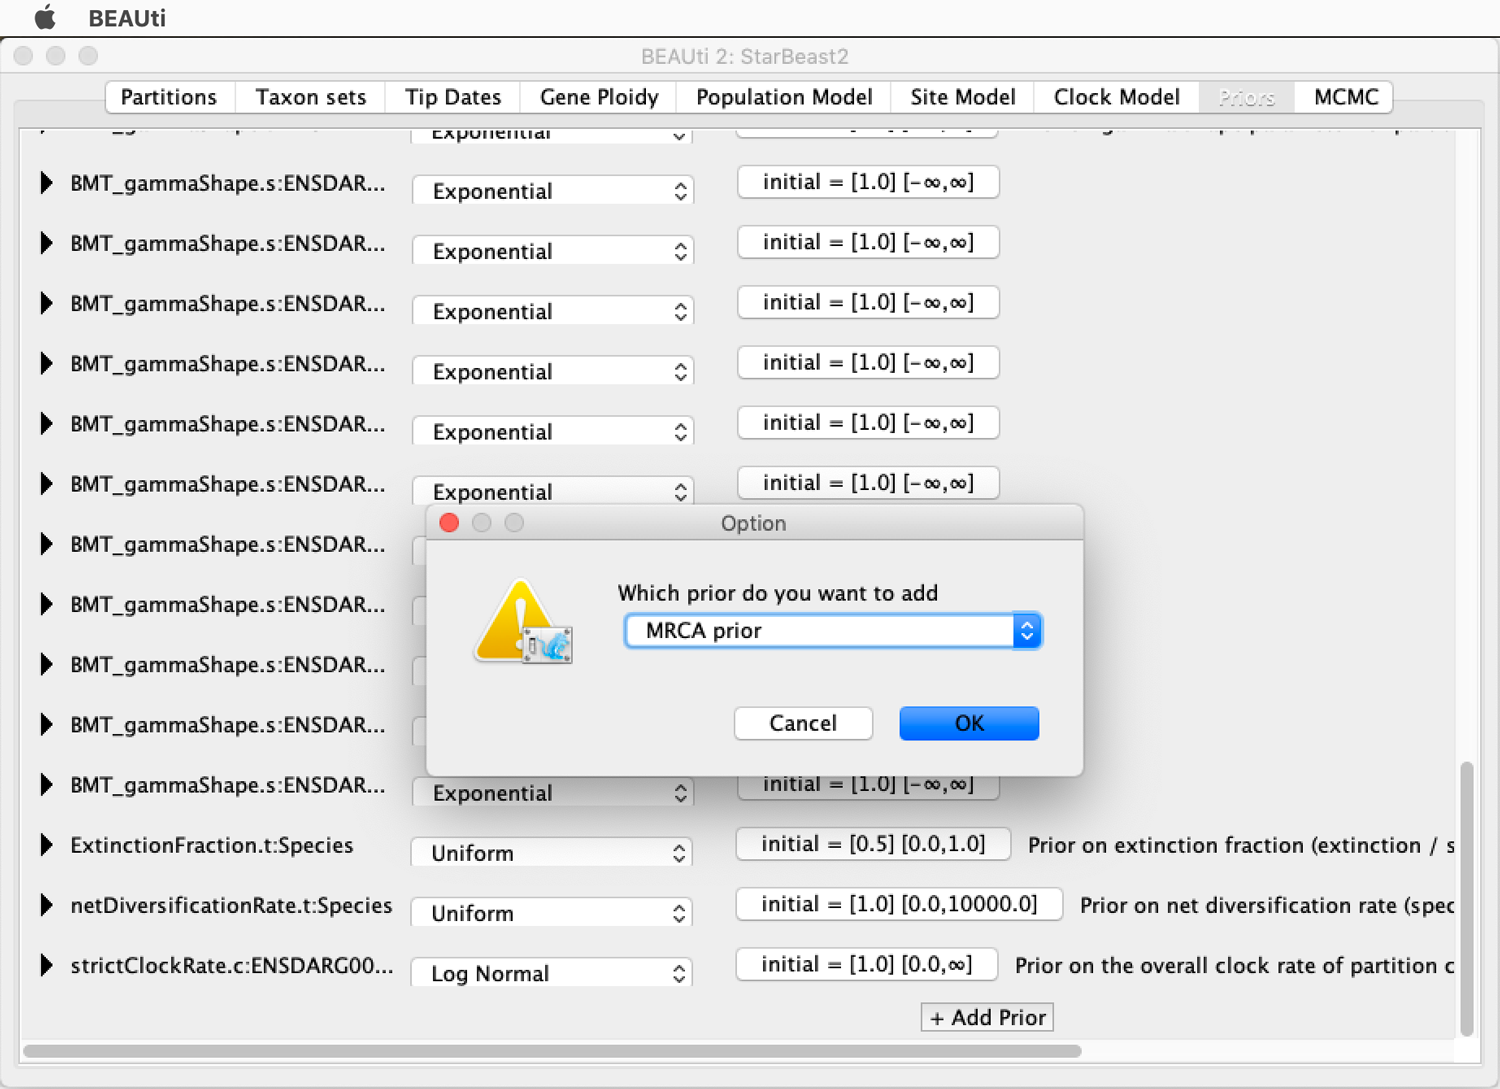 BEAUti
BEAUti 2: StarBeast2
Partitions Taxon sets Tip Dates Gene Ploidy Population Model Site Model Clock Model Priors MCMC
Exponential
BMT_gammaShape.s:ENSDAR... Exponential initial = [1.0] [-∞,∞]
BMT_gammaShape.s:ENSDAR... Exponential initial = [1.0] [-∞,∞]
BMT_gammaShape.s:ENSDAR... Exponential initial = [1.0] [-∞,∞]
BMT_gammaShape.s:ENSDAR... Exponential initial = [1.0] [-∞,∞]
BMT_gammaShape.s:ENSDAR... Exponential initial = [1.0] [-∞,∞]
BMT_gammaShape.s:ENSDAR... Exponential initial = [1.0] [-∞,∞]
BMT_gammaShape.s:ENSDAR...
BMT_gammaShape.s:ENSDAR...
BMT_gammaShape.s:ENSDAR...
BMT_gammaShape.s:ENSDAR...
BMT_gammaShape.s:ENSDAR... Exponential initial = [1.0] [-∞,∞]
ExtinctionFraction.t:Species Uniform initial = [0.5] [0.0,1.0] Prior on extinction fraction (extinction / s
netDiversificationRate.t:Species Uniform initial = [1.0] [0.0,10000.0] Prior on net diversification rate (spec
strictClockRate.c:ENSDARG00... Log Normal initial = [1.0] [0.0,∞] Prior on the overall clock rate of partition c
+ Add Prior
Option
Which prior do you want to add
MRCA prior
Cancel OK